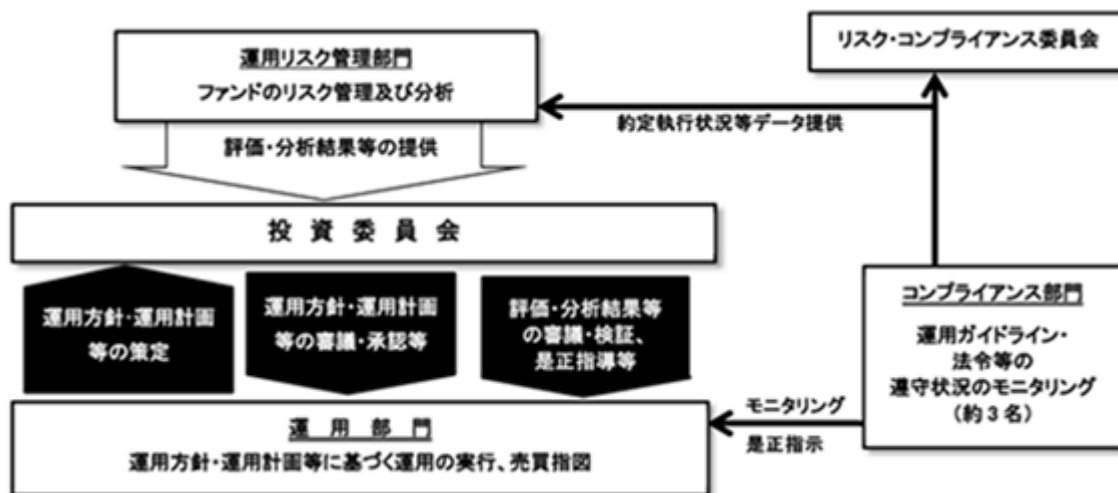 運用リスク管理部門
ファンドのリスク管理及び分析
リスク・コンプライアンス委員会
約定執行状況等データ提供
評価・分析結果等の提供
投資委員会
運用方針・運用計画
等の策定
運用方針・運用計画
等の審議・承認等
評価・分析結果等
の審議・検証、
是正指導等
コンプライアンス部門
運用ガイドライン・
法令等の
遵守状況のモニタリング
(約3名)
モニタリング
是正指示
運用部門
運用方針・運用計画等に基づく運用の実行、売買指図